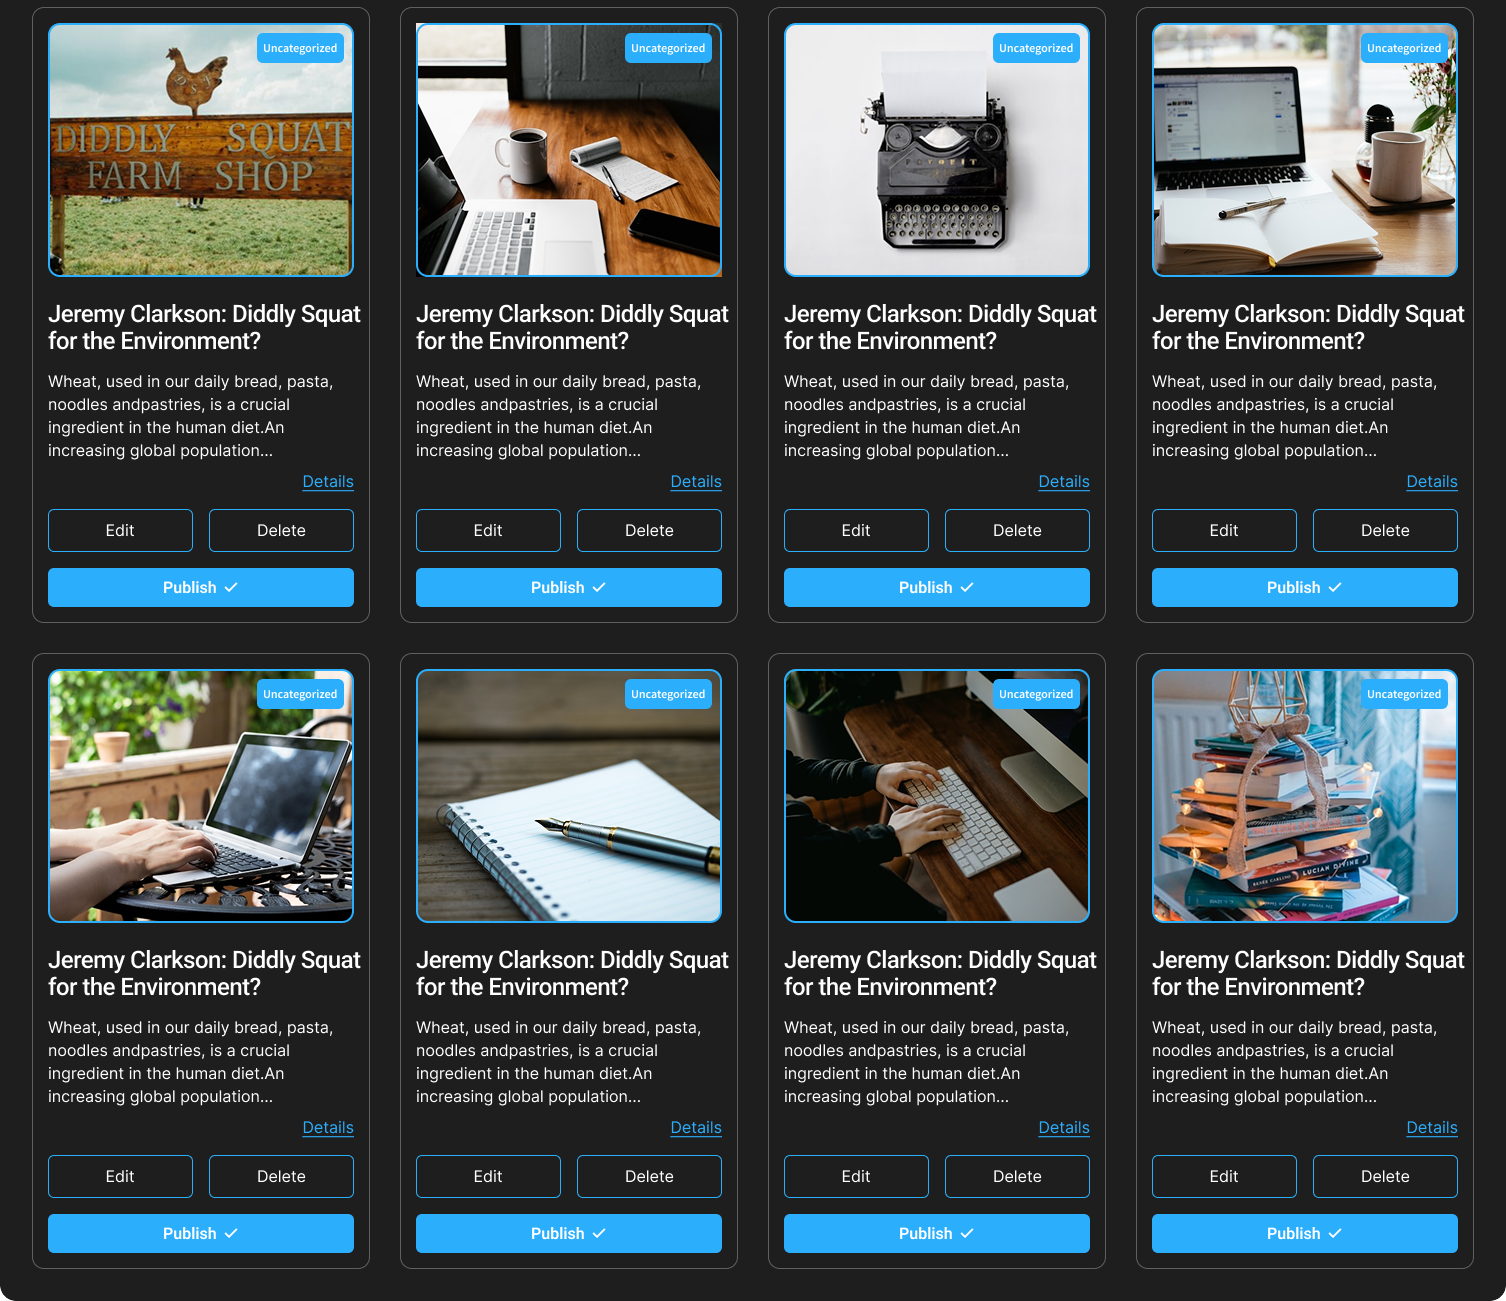 Uncategorized
DIDDLY SQUAT
FARM SHOP
Jeremy Clarkson: Diddly Squat
for the Environment?
Wheat, used in our daily bread, pasta,
noodles andpastries, is a crucial
ingredient in the human diet.An
increasing global population...
Details
Edit Delete
Publish
Uncategorized
Jeremy Clarkson: Diddly Squat
for the Environment?
Wheat, used in our daily bread, pasta,
noodles andpastries, is a crucial
ingredient in the human diet.An
increasing global population...
Details
Edit Delete
Publish
Uncategorized
Jeremy Clarkson: Diddly Squat
for the Environment?
Wheat, used in our daily bread, pasta,
noodles andpastries, is a crucial
ingredient in the human diet.An
increasing global population...
Details
Edit Delete
Publish
Uncategorized
Jeremy Clarkson: Diddly Squat
for the Environment?
Wheat, used in our daily bread, pasta,
noodles andpastries, is a crucial
ingredient in the human diet.An
increasing global population...
Details
Edit Delete
Publish
Uncategorized
Jeremy Clarkson: Diddly Squat
for the Environment?
Wheat, used in our daily bread, pasta,
noodles andpastries, is a crucial
ingredient in the human diet.An
increasing global population...
Details
Edit Delete
Publish
Uncategorized
Jeremy Clarkson: Diddly Squat
for the Environment?
Wheat, used in our daily bread, pasta,
noodles andpastries, is a crucial
ingredient in the human diet.An
increasing global population...
Details
Edit Delete
Publish
Uncategorized
Jeremy Clarkson: Diddly Squat
for the Environment?
Wheat, used in our daily bread, pasta,
noodles andpastries, is a crucial
ingredient in the human diet.An
increasing global population...
Details
Edit Delete
Publish
Uncategorized
LUCIAN DIVINE
Jeremy Clarkson: Diddly Squat
for the Environment?
Wheat, used in our daily bread, pasta,
noodles andpastries, is a crucial
ingredient in the human diet.An
increasing global population...
Details
Edit Delete
Publish